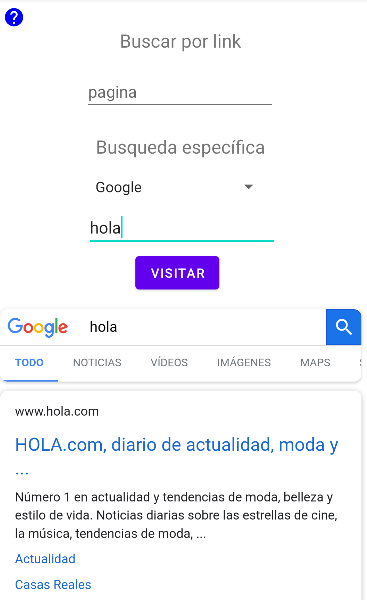 ?
Buscar por link
pagina
Busqueda específica
Google
hola
VISITAR
Google hola
TODO NOTICIAS VÍDEOS IMÁGENES MAPS
www.hola.com
HOLA.com, diario de actualidad, moda y
...
Número 1 en actualidad y tendencias de moda, belleza y
estilo de vida. Noticias diarias sobre las estrellas de cine,
la música, tendencias de moda, ...
Actualidad
Casas Reales